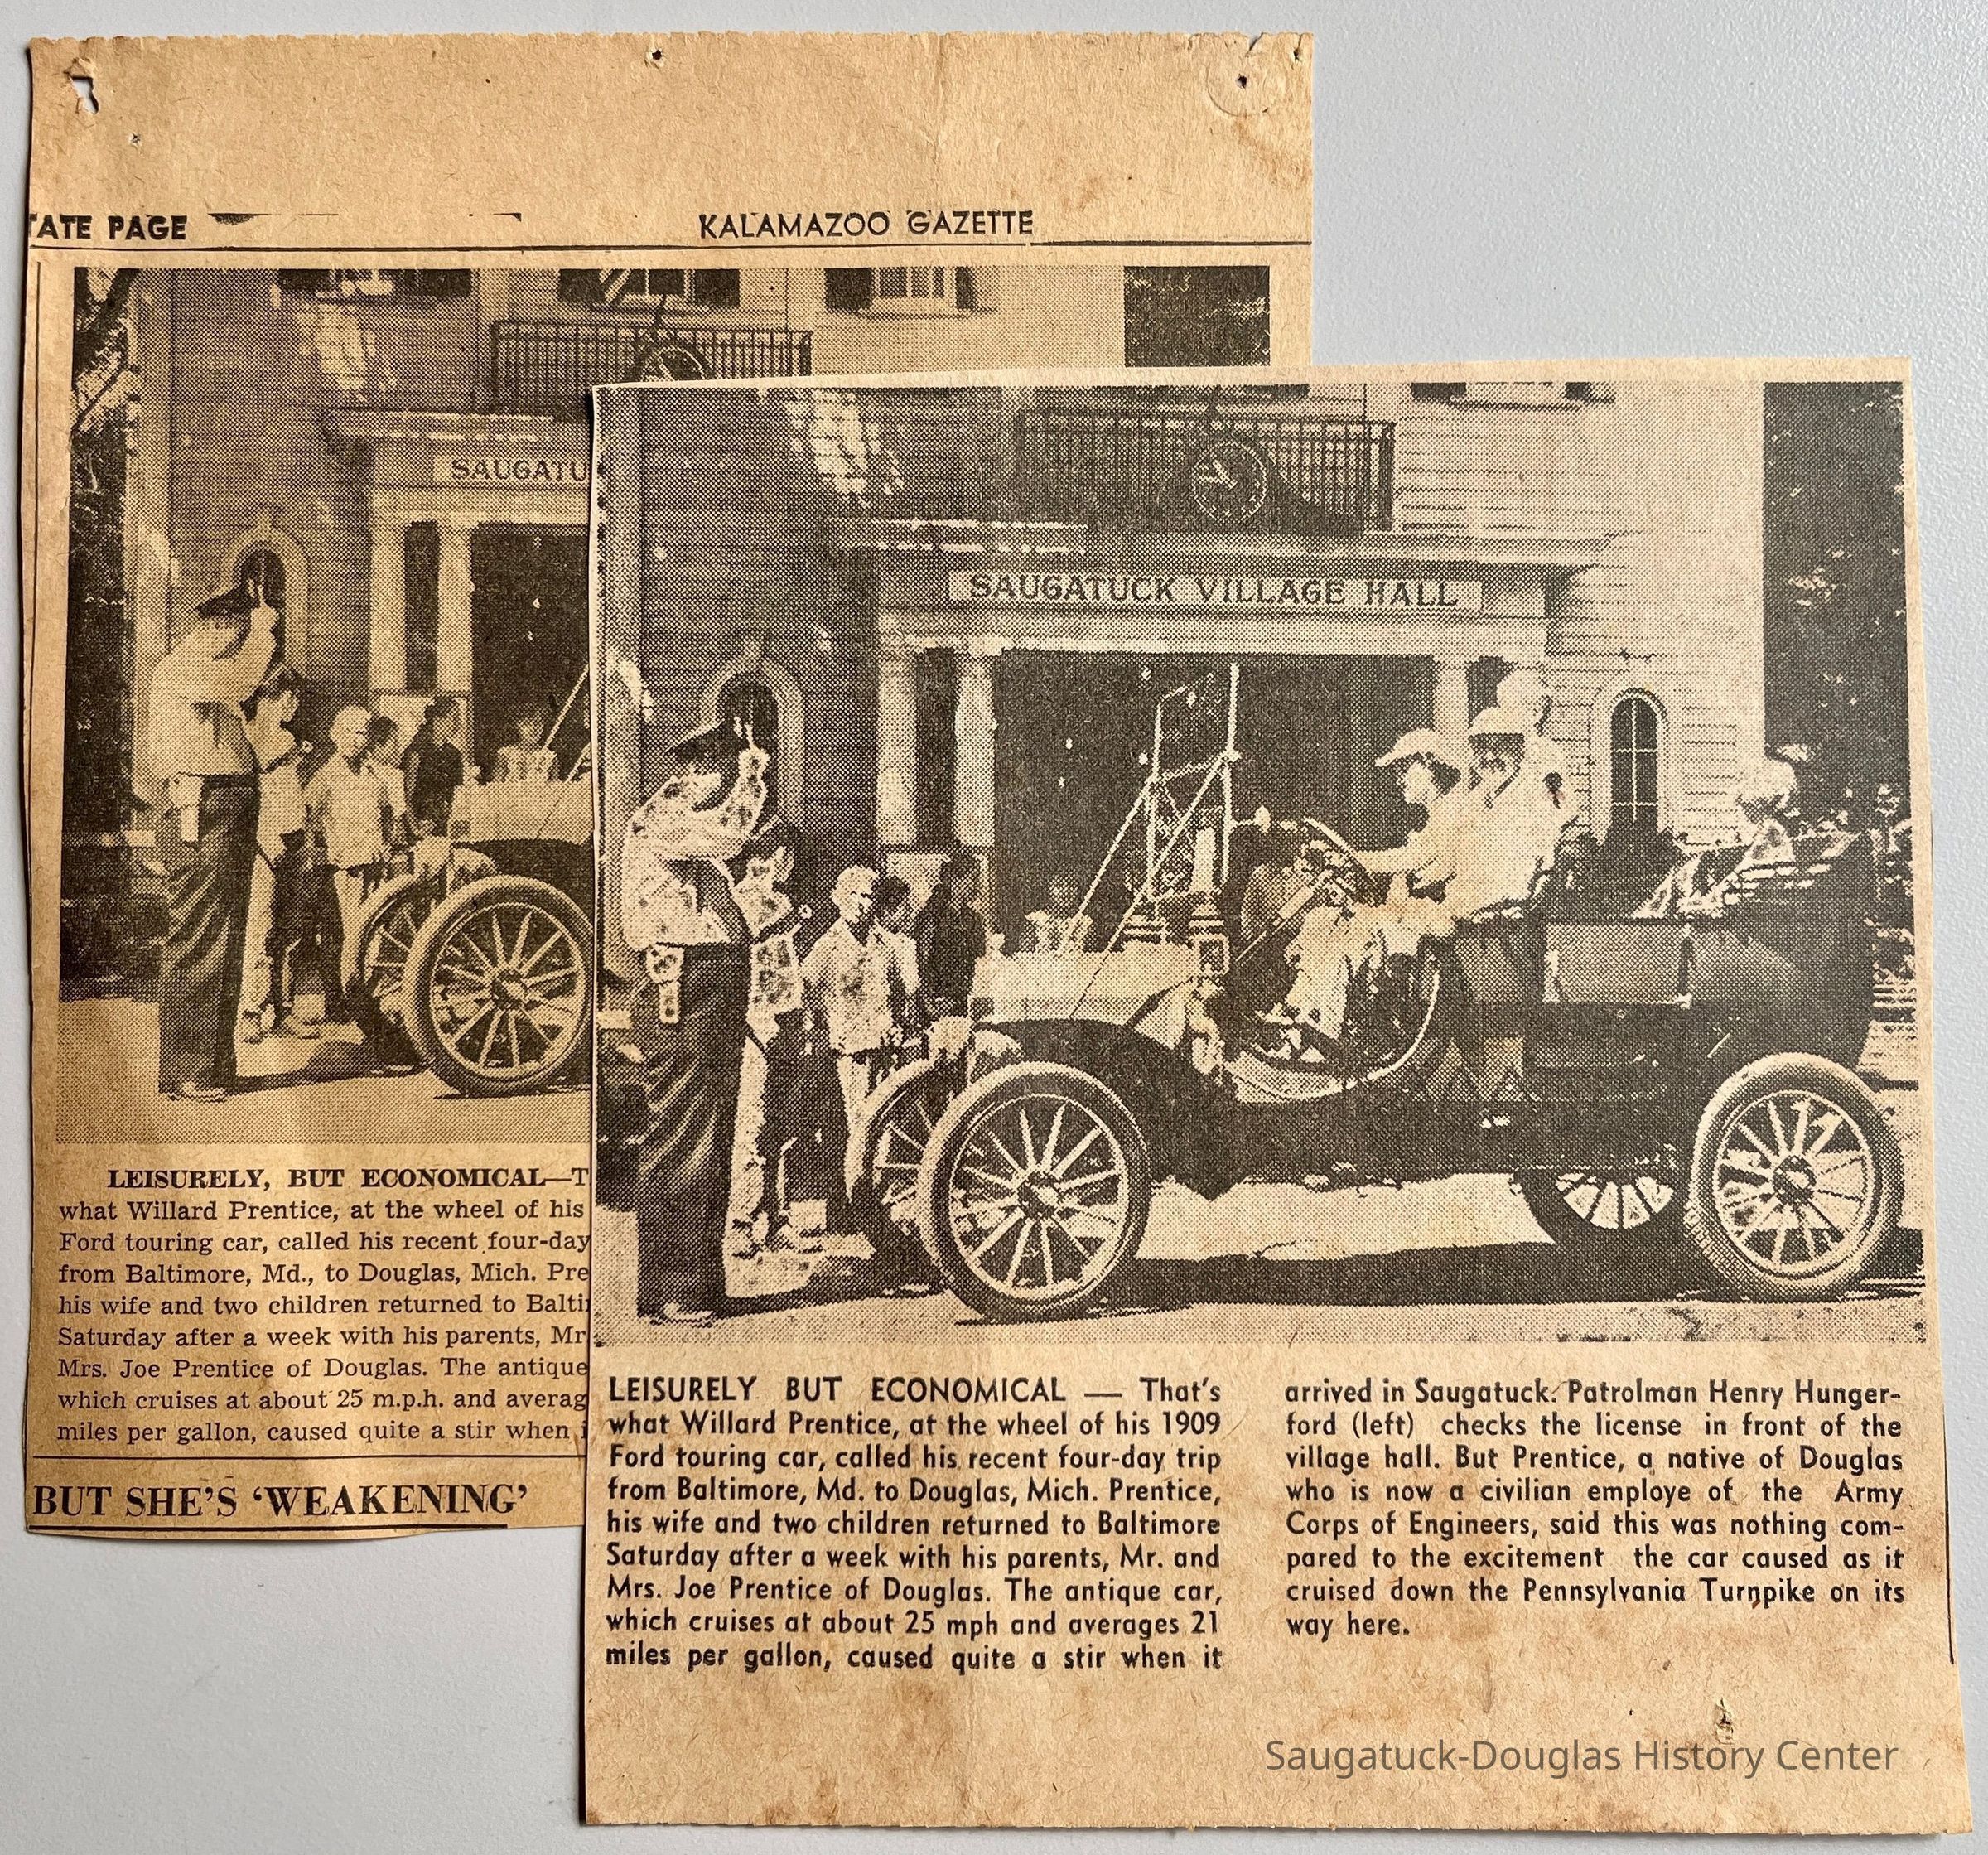 TATE PAGE
KALAMAZOO GAZETTE
SAUGATU
LEISURELY, BUT ECONOMICAL—T
what Willard Prentice, at the wheel of his
Ford touring car, called his recent four-day
from Baltimore, Md., to Douglas, Mich. Pre
his wife and two children returned to Balti
Saturday after a week with his parents, Mr
Mrs. Joe Prentice of Douglas. The antique
which cruises at about 25 m.p.h. and averag
miles per gallon, caused quite a stir when i
BUT SHE'S 'WEAKENING'
SAUGATUCK VILLAGE HALL
LEISURELY BUT ECONOMICAL — That's
what Willard Prentice, at the wheel of his 1909
Ford touring car, called his recent four-day trip
from Baltimore, Md. to Douglas, Mich. Prentice,
his wife and two children returned to Baltimore
Saturday after a week with his parents, Mr. and
Mrs. Joe Prentice of Douglas. The antique car,
which cruises at about 25 mph and averages 21
miles per gallon, caused quite a stir when it
arrived in Saugatuck. Patrolman Henry Hunger-
ford (left) checks the license in front of the
village hall. But Prentice, a native of Douglas
who is now a civilian employe of the Army
Corps of Engineers, said this was nothing com-
pared to the excitement the car caused as it
cruised down the Pennsylvania Turnpike on its
way here.
Saugatuck-Douglas History Center